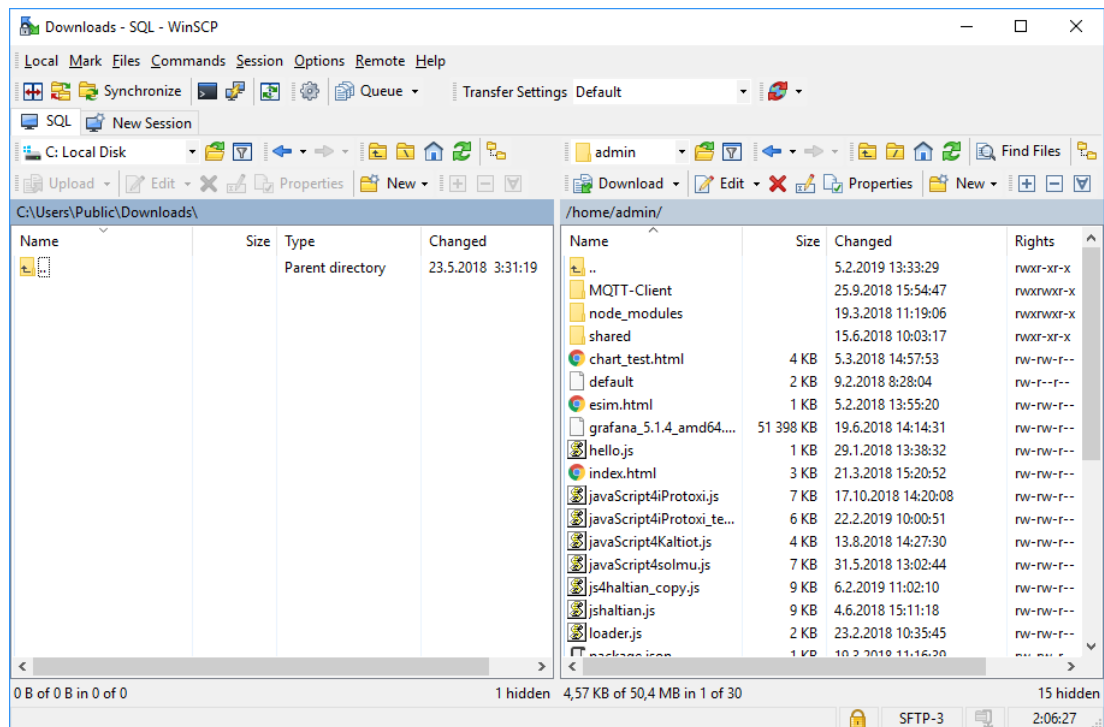 Downloads - SQL - WinSCP
Local Mark Files Commands Session Options Remote Help
Synchronize Queue Transfer Settings Default
SQL New Session
C: Local Disk
admin Find Files
Upload Edit Properties New
Download Edit Properties New
C:\Users\Public\Downloads\
/home/admin/
Name Size Type Changed
.. Parent directory 23.5.2018 3:31:19
Name Size Changed Rights
.. 5.2.2019 13:33:29 rwxr-xr-x
MQTT-Client 25.9.2018 15:54:47 rwxrwxr-x
node_modules 19.3.2018 11:19:06 rwxrwxr-x
shared 15.6.2018 10:03:17 rwxr-xr-x
chart_test.html 4 KB 5.3.2018 14:57:53 rw-rw-r--
default 2 KB 9.2.2018 8:28:04 rw-r--r--
esim.html 1 KB 5.2.2018 13:55:20 rw-rw-r--
grafana_5.1.4_amd64.... 51 398 KB 19.6.2018 14:14:31 rw-rw-r--
hello.js 1 KB 29.1.2018 13:38:32 rw-rw-r--
index.html 3 KB 21.3.2018 15:20:52 rw-rw-r--
javaScript4iProtoxi.js 7 KB 17.10.2018 14:20:08 rw-rw-r--
javaScript4iProtoxi_te... 6 KB 22.2.2019 10:00:51 rw-rw-r--
javaScript4Kaltiot.js 4 KB 13.8.2018 14:27:30 rw-rw-r--
javaScript4solmu.js 7 KB 31.5.2018 13:02:44 rw-rw-r--
js4haltian_copy.js 9 KB 6.2.2019 11:02:10 rw-rw-r--
jshaltian.js 9 KB 4.6.2018 15:11:18 rw-rw-r--
loader.js 2 KB 23.2.2018 10:35:45 rw-rw-r--
package.json 1 KB 19.3.2018 11:16:39 rw-rw-r--
0 B of 0 B in 0 of 0 1 hidden
4,57 KB of 50,4 MB in 1 of 30 15 hidden
SFTP-3 2:06:27